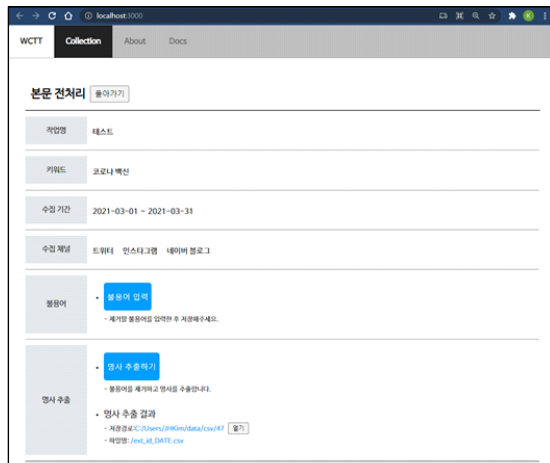 localhost:3000
WCTT Collection About Docs
본문 전처리 돌아가기
작업명 테스트
키워드 코로나 백신
수집 기간 2021-03-01 ~ 2021-03-31
수집 채널 트위터 인스타그램 네이버 블로그
불용어
• 불용어 입력
- 제거할 불용어를 입력한 후 저장해주세요.
명사 추출
• 명사 추출하기
- 불용어를 제거하고 명사를 추출합니다.
• 명사 추출 결과
- 저장경로:C:/Users/JHKim/data/csv/47 열기
- 파일명: /ext_id_DATE.csv